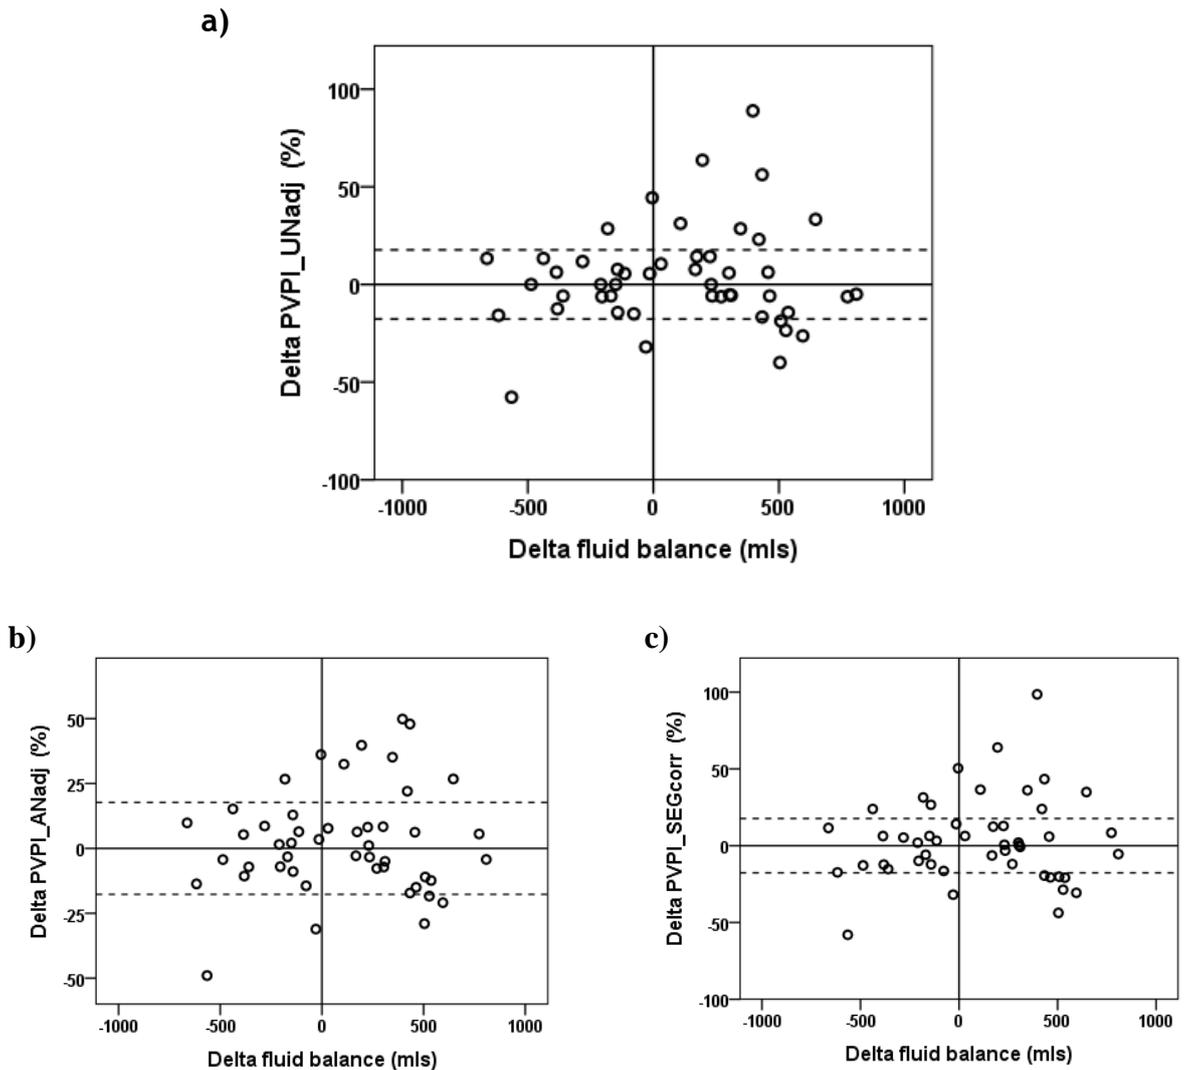 a)
Delta PVPI_UNadj (%)
100
50
0
-50
-100
-1000 -500 0 500 1000
Delta fluid balance (mls)
b)
Delta PVPI_ANadj (%)
50
25
0
-25
-50
-1000 -500 0 500 1000
Delta fluid balance (mls)
c)
Delta PVPI_SEGcorr (%)
100
50
0
-50
-100
-1000 -500 0 500 1000
Delta fluid balance (mls)